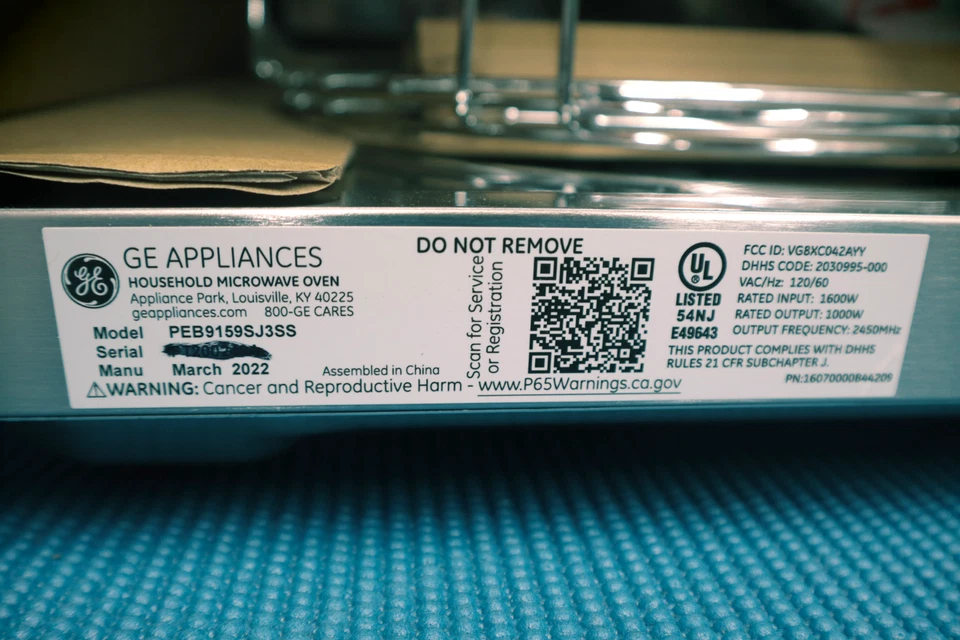 GE APPLIANCES
HOUSEHOLD MICROWAVE OVEN
Appliance Park, Louisville, KY 40225
geappliances.com 800-GE CARES
Model PEB9159SJ3SS
Serial
Manu March 2022
Assembled in China
⚠WARNING: Cancer and Reproductive Harm - www.P65Warnings.ca.gov
DO NOT REMOVE
Scan for Service
or Registration
GE
UL
LISTED
54NJ
E49643
FCC ID: VG8XC042AYY
DHHS CODE: 2030995-000
VAC/Hz: 120/60
RATED INPUT: 1600W
RATED OUTPUT: 1000W
OUTPUT FREQUENCY: 2450MHz
THIS PRODUCT COMPLIES WITH DHHS
RULES 21 CFR SUBCHAPTER J.
PN:16070000B44209